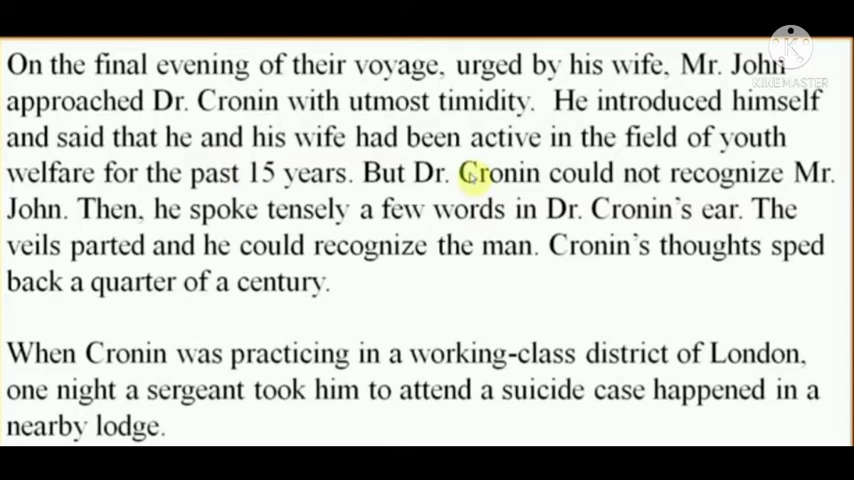 K
KINEMASTER
On the final evening of their voyage, urged by his wife, Mr. John
approached Dr. Cronin with utmost timidity. He introduced himself
and said that he and his wife had been active in the field of youth
welfare for the past 15 years. But Dr. Cronin could not recognize Mr.
John. Then, he spoke tensely a few words in Dr. Cronin's ear. The
veils parted and he could recognize the man. Cronin's thoughts sped
back a quarter of a century.
When Cronin was practicing in a working-class district of London,
one night a sergeant took him to attend a suicide case happened in a
nearby lodge.